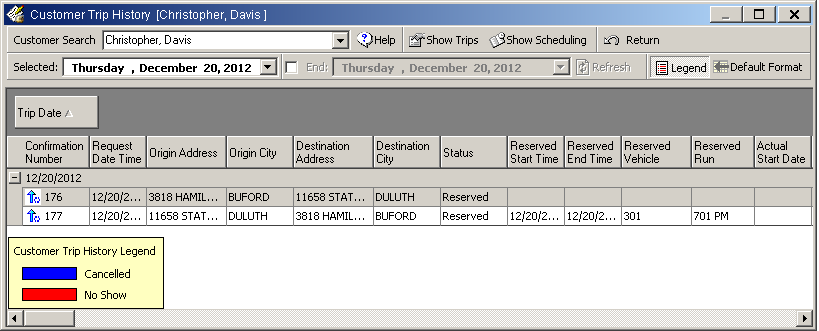 Customer Trip History [Christopher, Davis ]
Customer Search Christopher, Davis Help Show Trips Show Scheduling Return
Selected: Thursday , December 20, 2012 End: Thursday , December 20, 2012 Refresh Legend Default Format
Trip Date
Confirmation Number Request Date Time Origin Address Origin City Destination Address Destination City Status Reserved Start Time Reserved End Time Reserved Vehicle Reserved Run Actual Start Date
12/20/2012
176 12/20/2... 3818 HAMIL... BUFORD 11658 STAT... DULUTH Reserved
177 12/20/2... 11658 STAT... DULUTH 3818 HAMIL... BUFORD Reserved 12/20/2... 12/20/2... 301 701 PM
Customer Trip History Legend
Cancelled
No Show